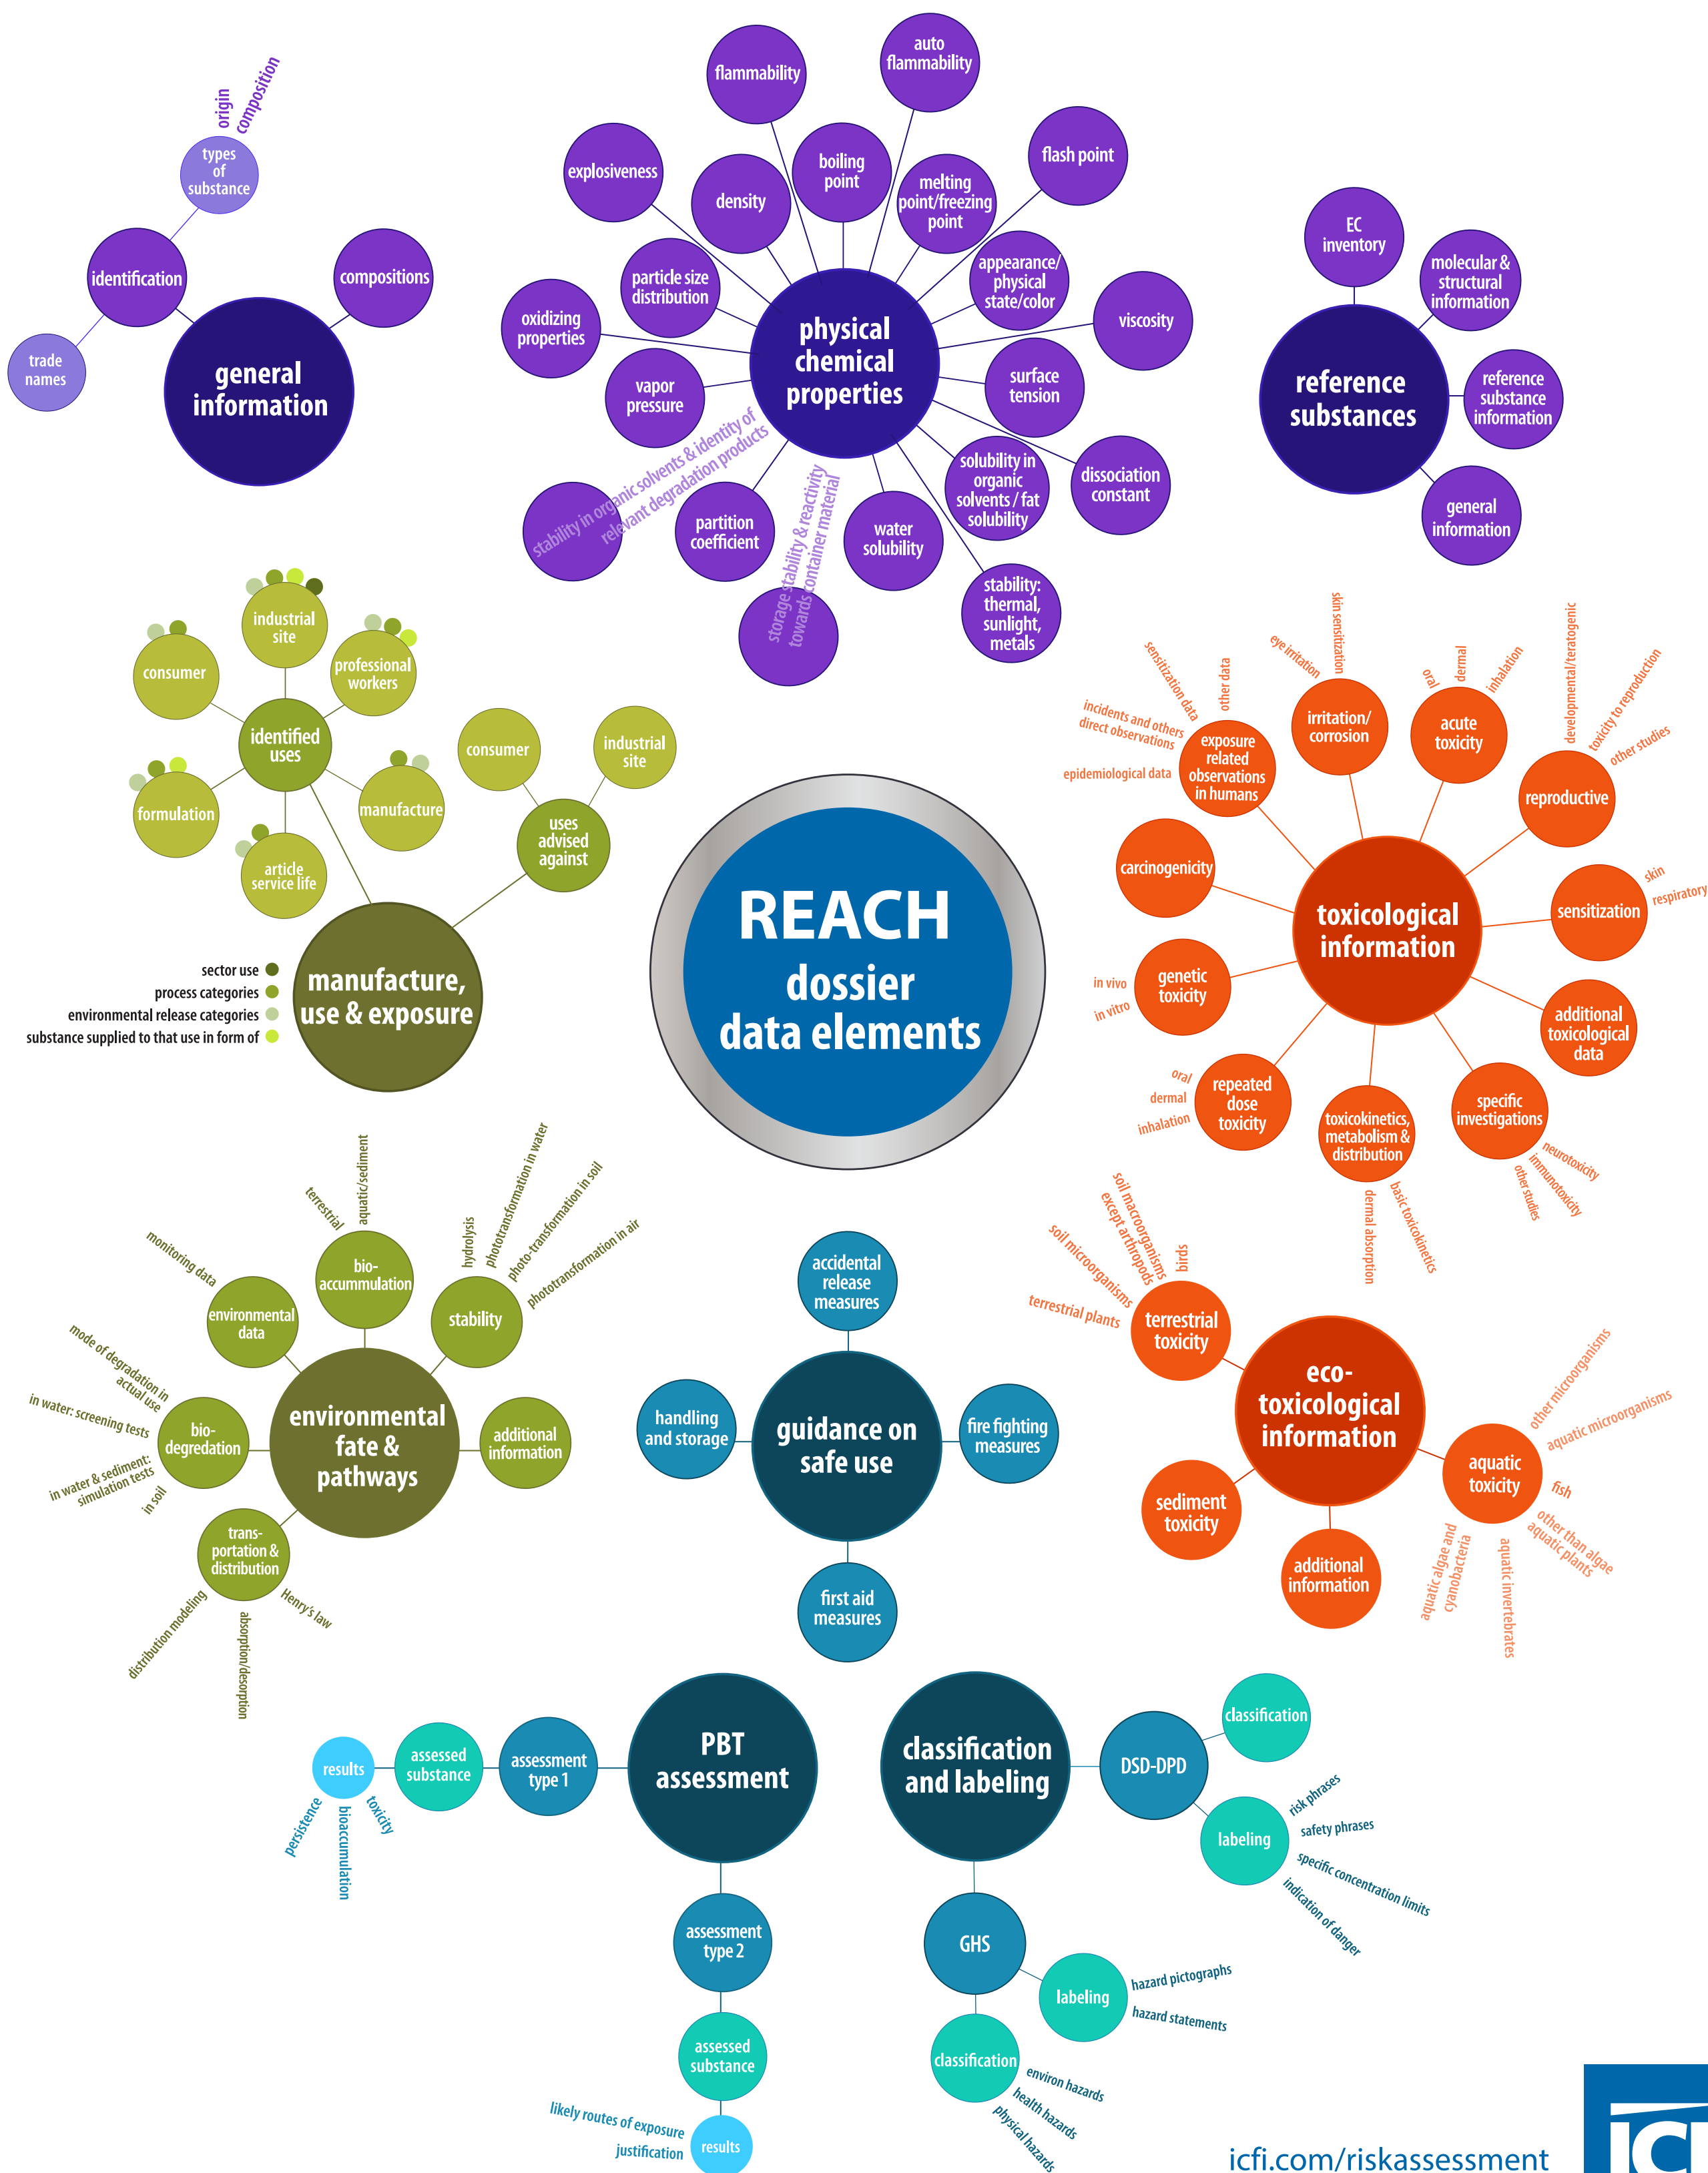 origin
composition
types
of
substance
identification
compositions
trade
names
general
information
flammability
auto
flammability
explosiveness
density
boiling
point
melting
point/freezing
point
flash point
particle size
distribution
appearance/
physical
state/color
oxidizing
properties
viscosity
physical
chemical
properties
vapor
pressure
surface
tension
stability in organic solvents & identity of
relevant degradation products
partition
coefficient
storage stability & reactivity
towards container material
water
solubility
solubility in
organic
solvents / fat
solubility
dissociation
constant
stability:
thermal,
sunlight,
metals
EC
inventory
molecular &
structural
information
reference
substances
reference
substance
information
general
information
industrial
site
consumer
professional
workers
identified
uses
formulation
manufacture
article
service life
consumer
industrial
site
uses
advised
against
sector use
process categories
environmental release categories
substance supplied to that use in form of
manufacture,
use & exposure
REACH
dossier
data elements
epidemiological data
incidents and others
direct observations
sensitization data
other data
exposure
related
observations
in humans
eye irritation
skin sensitization
irritation/
corrosion
oral
dermal
inhalation
acute
toxicity
developmental/teratogenic
toxicity to reproduction
other studies
reproductive
carcinogenicity
toxicological
information
skin
respiratory
sensitization
in vivo
in vitro
genetic
toxicity
additional
toxicological
data
oral
dermal
inhalation
repeated
dose
toxicity
toxicokinetics,
metabolism &
distribution
dermal absorption
basic toxicokinetics
specific
investigations
neurotoxicity
immunotoxicity
other studies
terrestrial
aquatic/sediment
bio-
accummulation
monitoring data
environmental
data
hydrolysis
phototransformation in water
photo-transformation in soil
phototransformation in air
stability
mode of degradation in
actual use
in water: screening tests
in water & sediment:
simulation tests
in soil
bio-
degredation
environmental
fate &
pathways
additional
information
trans-
portation &
distribution
distribution modeling
absorption/desorption
Henry's law
accidental
release
measures
handling
and storage
guidance on
safe use
fire fighting
measures
first aid
measures
terrestrial plants
soil microorganisms
soil macroorganisms
except arthropods
birds
terrestrial
toxicity
eco-
toxicological
information
sediment
toxicity
additional
information
aquatic
toxicity
other microorganisms
aquatic microorganisms
fish
other than algae
aquatic plants
aquatic invertebrates
aquatic algae and
cyanobacteria
PBT
assessment
assessment
type 1
assessed
substance
results
persistence
bioaccumulation
toxicity
assessment
type 2
assessed
substance
results
likely routes of exposure
justification
classification
and labeling
DSD-DPD
classification
labeling
risk phrases
safety phrases
specific concentration limits
indication of danger
GHS
labeling
hazard pictographs
hazard statements
classification
environ hazards
health hazards
physical hazards
icfi.com/riskassessment
icfi